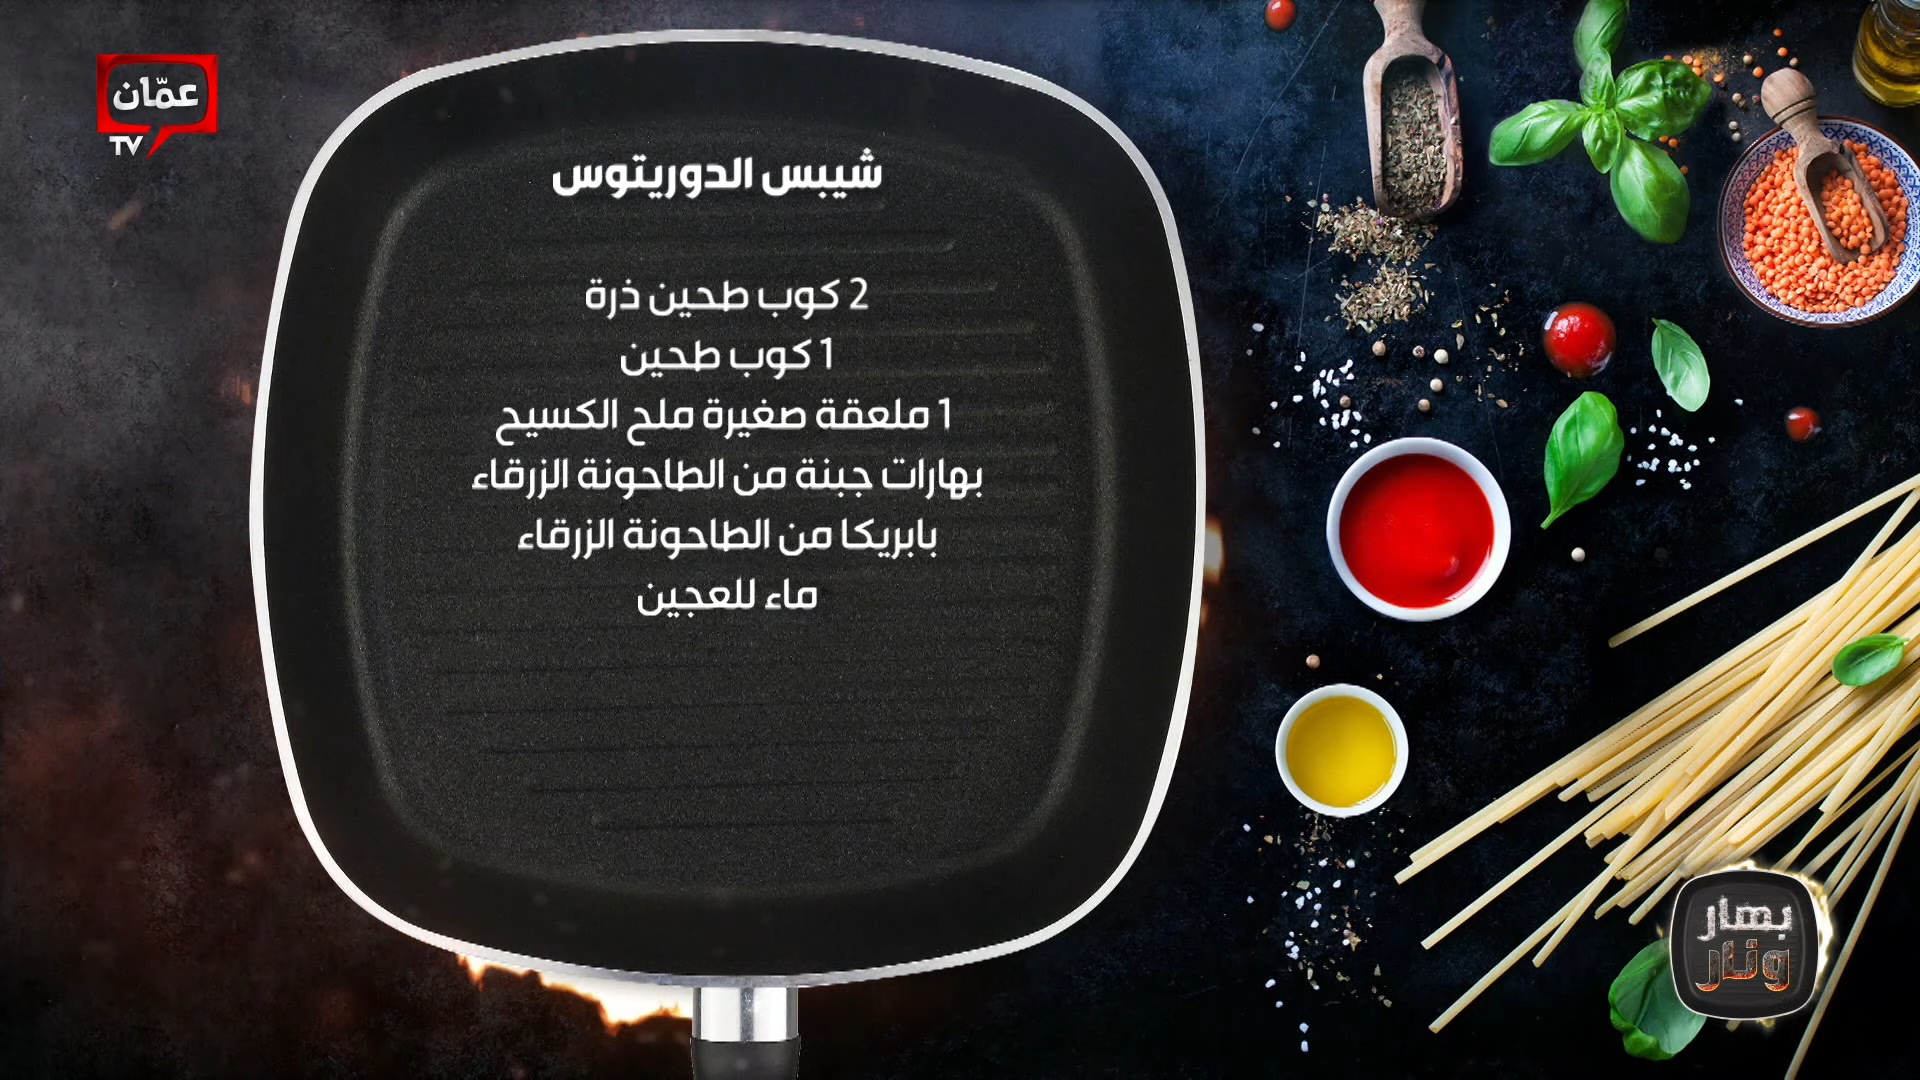 عمّان
TV
شيبس الدوريتوس
2 كوب طحين ذرة
1 كوب طحين
1 ملعقة صغيرة ملح الكسيح
بهارات جبنة من الطاحونة الزرقاء
بابريكا من الطاحونة الزرقاء
ماء للعجين
بهار
ونار